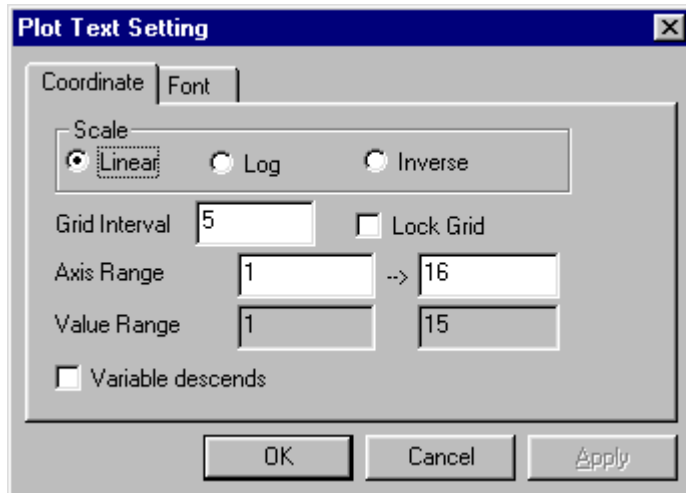 Plot Text Setting
Coordinate Font
Scale
Linear Log Inverse
Grid Interval 5 Lock Grid
Axis Range 1 --> 16
Value Range 1 15
Variable descends
OK Cancel Apply